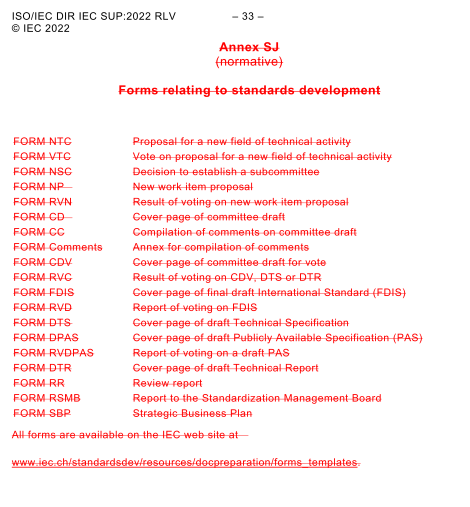 ISO/IEC DIR IEC SUP:2022 RLV – 33 –
© IEC 2022
Annex SJ
(normative)
Forms relating to standards development
FORM NTC Proposal for a new field of technical activity
FORM VTC Vote on proposal for a new field of technical activity
FORM NSC Decision to establish a subcommittee
FORM NP New work item proposal
FORM RVN Result of voting on new work item proposal
FORM CD Cover page of committee draft
FORM CC Compilation of comments on committee draft
FORM Comments Annex for compilation of comments
FORM CDV Cover page of committee draft for vote
FORM RVC Result of voting on CDV, DTS or DTR
FORM FDIS Cover page of final draft International Standard (FDIS)
FORM RVD Report of voting on FDIS
FORM DTS Cover page of draft Technical Specification
FORM DPAS Cover page of draft Publicly Available Specification (PAS)
FORM RVDPAS Report of voting on a draft PAS
FORM DTR Cover page of draft Technical Report
FORM RR Review report
FORM RSMB Report to the Standardization Management Board
FORM SBP Strategic Business Plan
All forms are available on the IEC web site at
www.iec.ch/standardsdev/resources/docpreparation/forms_templates.